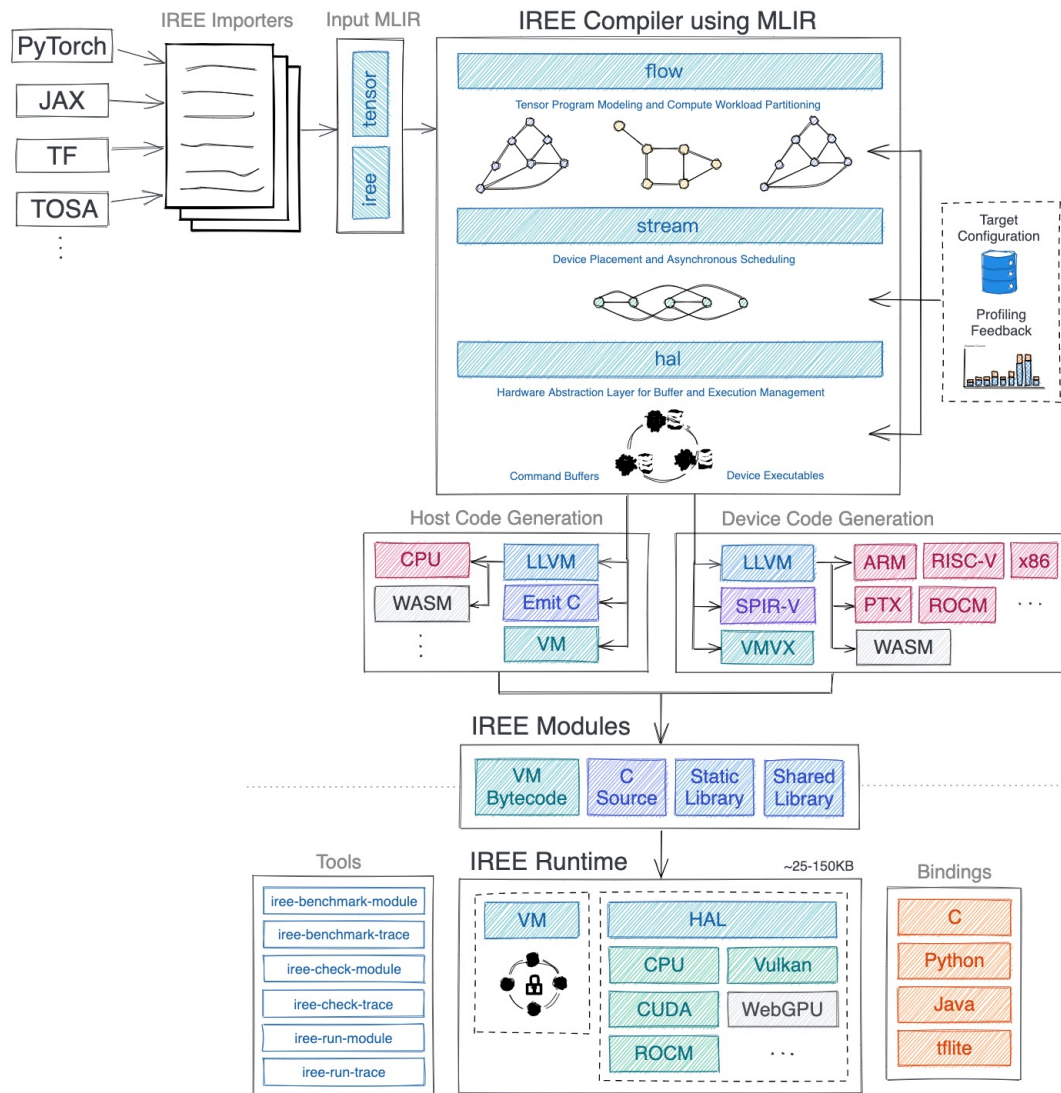 IREE Importers
Input MLIR
IREE Compiler using MLIR
PyTorch
JAX
TF
TOSA
tensor
iree
flow
Tensor Program Modeling and Compute Workload Partitioning
stream
Device Placement and Asynchronous Scheduling
hal
Hardware Abstraction Layer for Buffer and Execution Management
Command Buffers
Device Executables
Target
Configuration
Profiling
Feedback
Host Code Generation
CPU
LLVM
WASM
Emit C
VM
Device Code Generation
LLVM
ARM
RISC-V
x86
SPIR-V
PTX
ROCM
...
VMVX
WASM
IREE Modules
VM
Bytecode
C
Source
Static
Library
Shared
Library
Tools
iree-benchmark-module
iree-benchmark-trace
iree-check-module
iree-check-trace
iree-run-module
iree-run-trace
IREE Runtime
~25-150KB
VM
HAL
CPU
Vulkan
CUDA
WebGPU
ROCM
...
Bindings
C
Python
Java
tflite